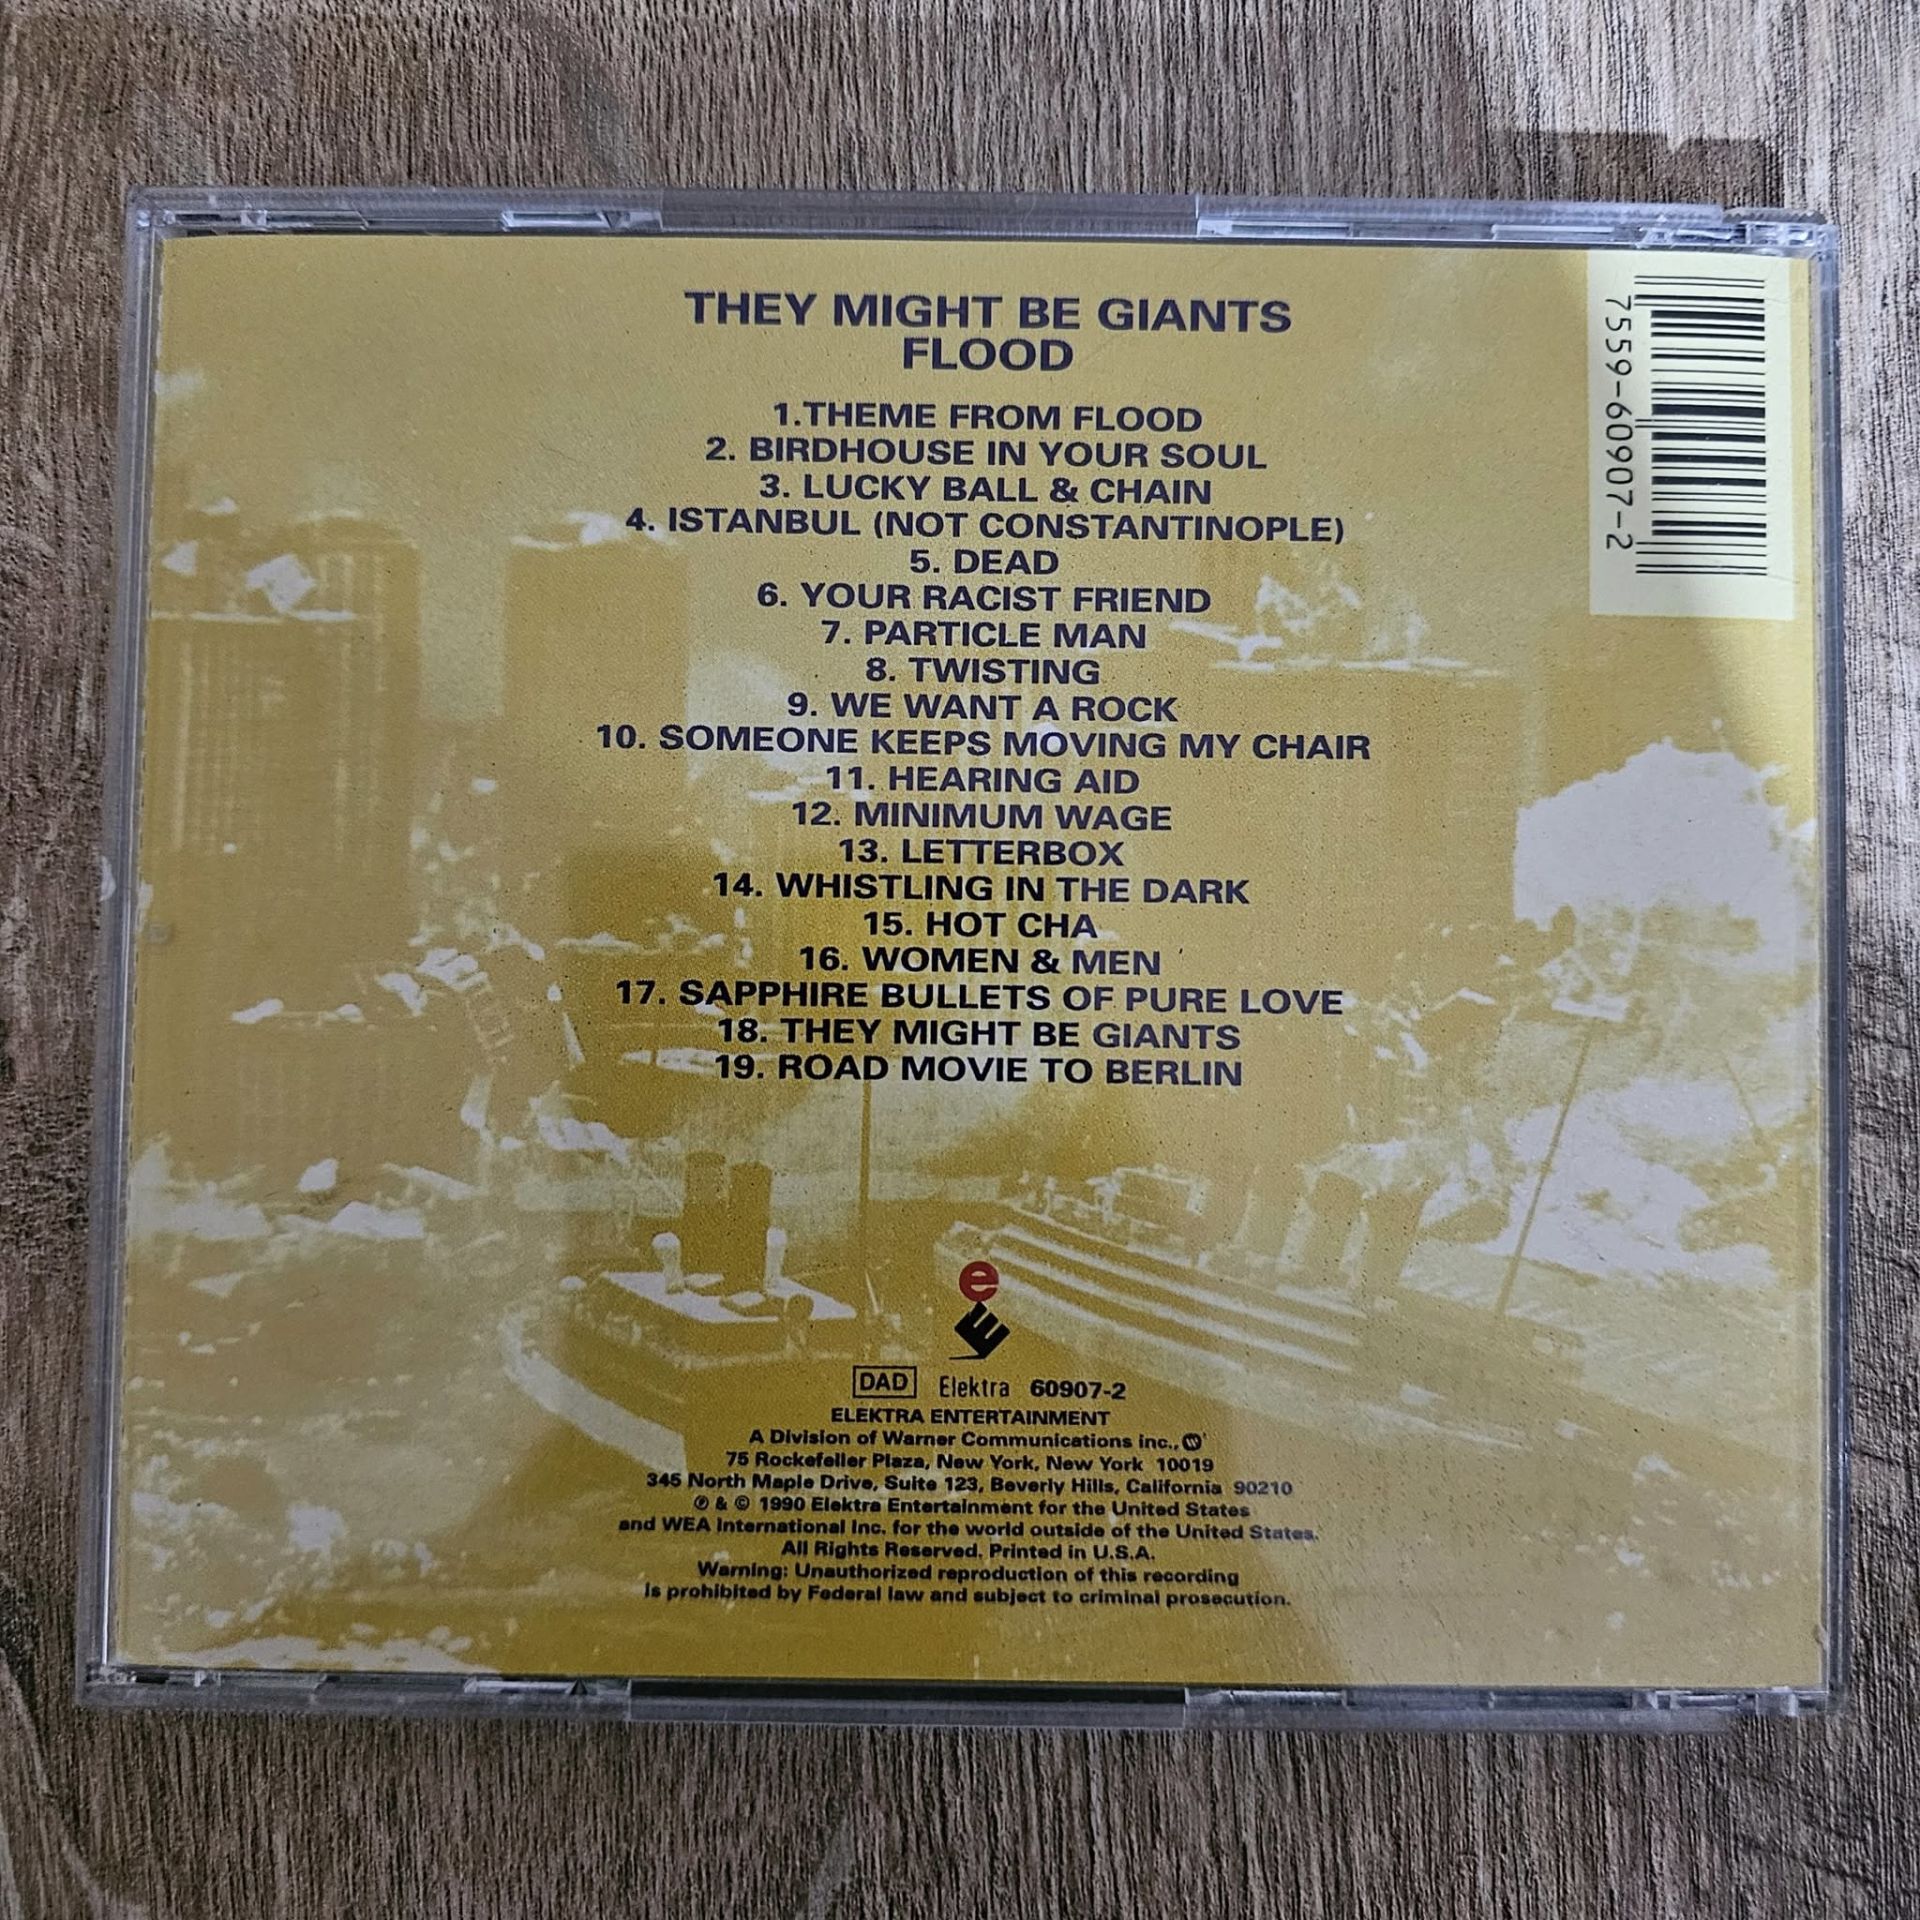 THEY MIGHT BE GIANTS
FLOOD
1.THEME FROM FLOOD
2. BIRDHOUSE IN YOUR SOUL
3. LUCKY BALL & CHAIN
4. ISTANBUL (NOT CONSTANTINOPLE)
5. DEAD
6. YOUR RACIST FRIEND
7. PARTICLE MAN
8. TWISTING
9. WE WANT A ROCK
10. SOMEONE KEEPS MOVING MY CHAIR
11. HEARING AID
12. MINIMUM WAGE
13. LETTERBOX
14. WHISTLING IN THE DARK
15. HOT CHA
16. WOMEN & MEN
17. SAPPHIRE BULLETS OF PURE LOVE
18. THEY MIGHT BE GIANTS
19. ROAD MOVIE TO BERLIN
7559-60907-2
e
E
DAD Elektra 60907-2
ELEKTRA ENTERTAINMENT
A Division of Warner Communications Inc., W
75 Rockefeller Plaza, New York, New York 10019
345 North Maple Drive, Suite 123, Beverly Hills, California 90210
℗ & © 1990 Elektra Entertainment for the United States
and WEA International Inc. for the world outside of the United States.
All Rights Reserved. Printed in U.S.A.
Warning: Unauthorized reproduction of this recording
is prohibited by Federal law and subject to criminal prosecution.